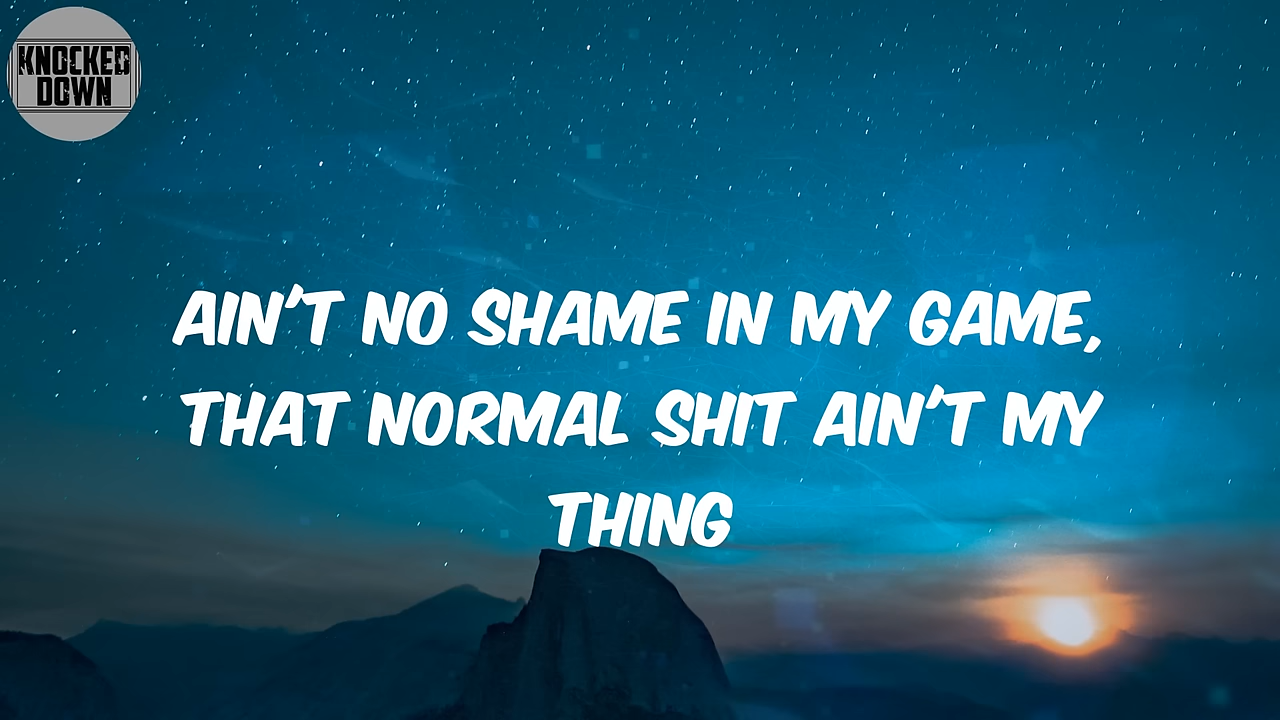 KNOCKED
DOWN
AIN'T NO SHAME IN MY GAME,
THAT NORMAL SHIT AIN'T MY
THING